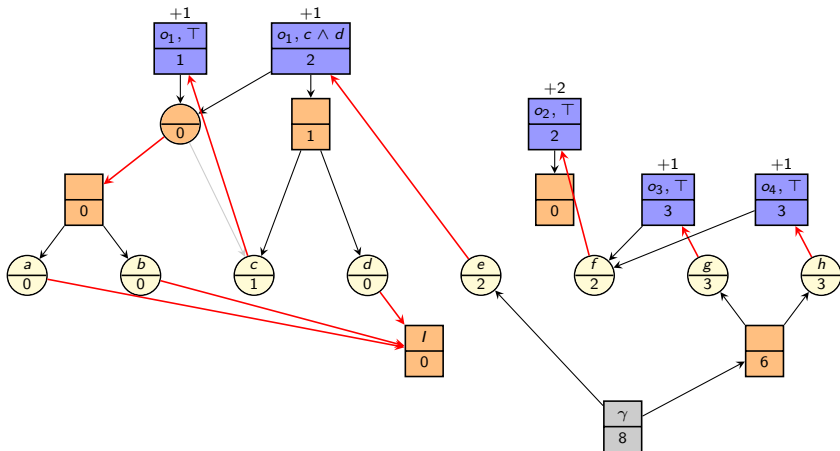 +1 +1
o₁, ⊤ o₁, c ∧ d
1 2
+2
o₂, ⊤
2
0
1
+1 +1
o₃, ⊤ o₄, ⊤
0 0 3 3
a b c d e f g h
0 0 1 0 2 2 3 3
I
0 6
γ
8